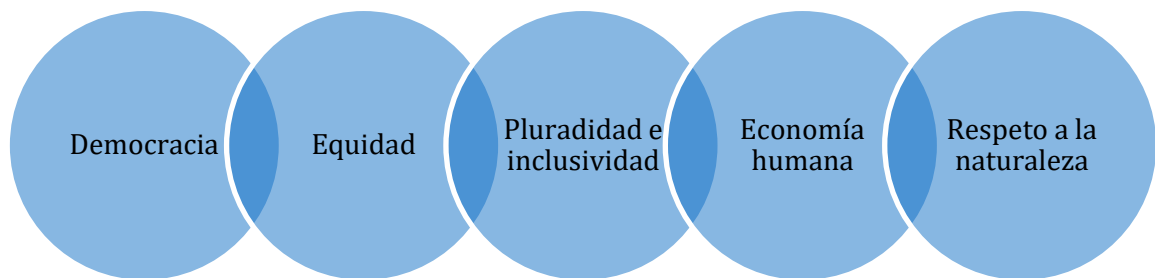 Democracia
Equidad
Pluradidad e
inclusividad
Economía
humana
Respeto a la
naturaleza